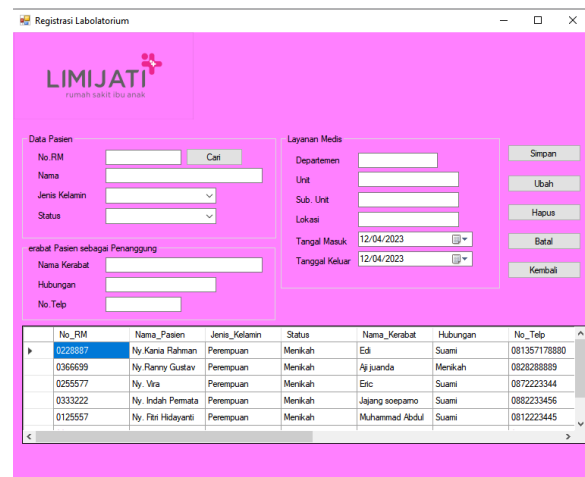 Registrasi Labolatorium
LIMIJATI
rumah sakit ibu anak
Data Pasien
No.RM
Cari
Nama
Jenis Kelamin
Status
erabat Pasien sebagai Penanggung
Nama Kerabat
Hubungan
No.Telp
Layanan Medis
Departemen
Unit
Sub. Unit
Lokasi
Tangal Masuk 12/04/2023
Tanggal Keluar 12/04/2023
Simpan
Ubah
Hapus
Batal
Kembali
No_RM Nama_Pasien Jenis_Kelamin Status Nama_Kerabat Hubungan No_Telp
0228887 Ny.Kania Rahman Perempuan Menikah Edi Suami 081357178880
0366699 Ny.Ranny Gustav Perempuan Menikah Aji juanda Menikah 0828288889
0255577 Ny. Vira Perempuan Menikah Eric Suami 0872223344
0333222 Ny. Indah Permata Perempuan Menikah Jajang soeparno Suami 0882233456
0125557 Ny. Fitri Hidayanti Perempuan Menikah Muhammad Abdul Suami 0812223445